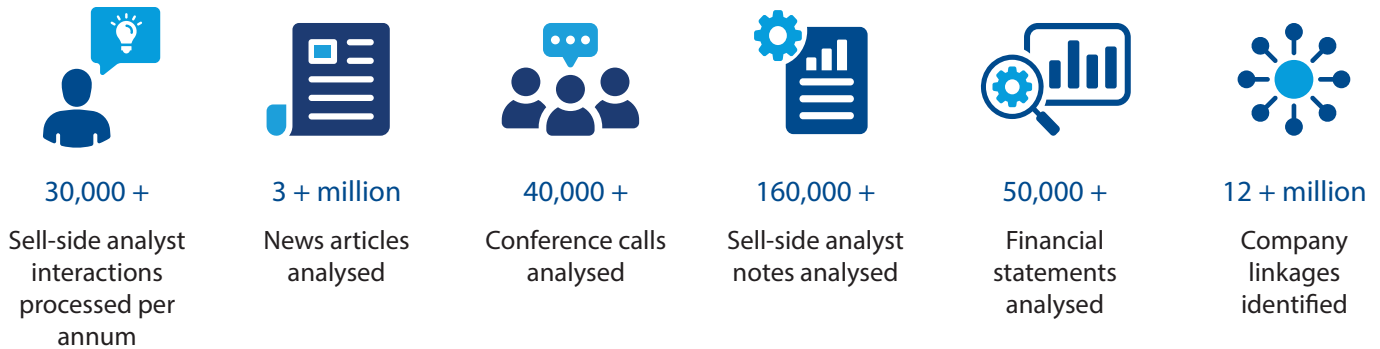 30,000 +
Sell-side analyst
interactions
processed per
annum
3 + million
News articles
analysed
40,000 +
Conference calls
analysed
160,000 +
Sell-side analyst
notes analysed
50,000 +
Financial
statements
analysed
12 + million
Company
linkages
identified